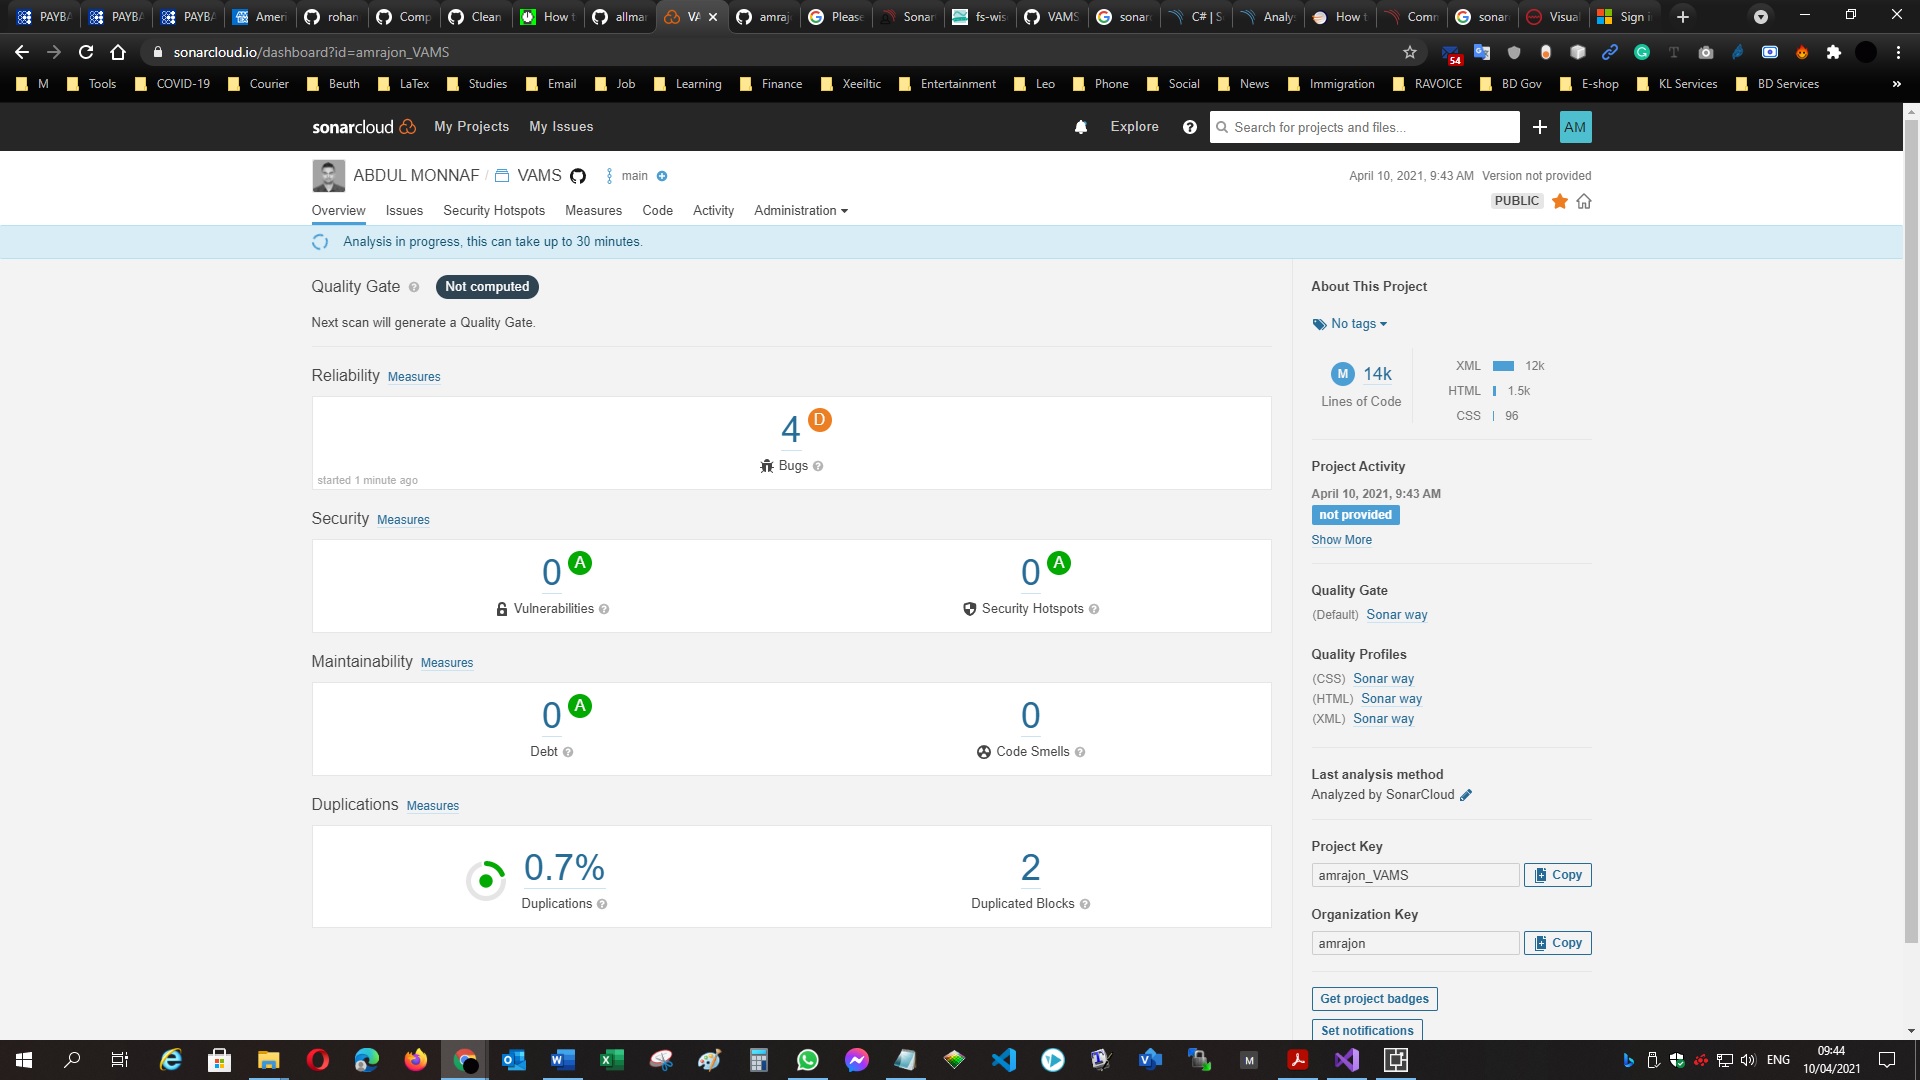 PAYBA
PAYBA
PAYBA
Ameri
rohan
Comp
Clean
How t
allmar
VA
amraj
Please
Sonar
fs-wis
VAMS
sonar
C# | S
Analy
How t
Comm
sonar
Visual
Sign i
sonarcloud.io/dashboard?id=amrajon_VAMS
54
M
Tools
COVID-19
Courier
Beuth
LaTex
Studies
Email
Job
Learning
Finance
Xeeiltic
Entertainment
Leo
Phone
Social
News
Immigration
RAVOICE
BD Gov
E-shop
KL Services
BD Services
»
sonarcloud My Projects My Issues Explore Search for projects and files... AM
ABDUL MONNAF / VAMS main April 10, 2021, 9:43 AM Version not provided
PUBLIC
Overview Issues Security Hotspots Measures Code Activity Administration
Analysis in progress, this can take up to 30 minutes.
Quality Gate Not computed
Next scan will generate a Quality Gate.
Reliability Measures
4 D
Bugs
started 1 minute ago
Security Measures
0 A
Vulnerabilities
0 A
Security Hotspots
Maintainability Measures
0 A
Debt
0
Code Smells
Duplications Measures
0.7%
Duplications
2
Duplicated Blocks
About This Project
No tags
M 14k
Lines of Code
XML 12k
HTML 1.5k
CSS 96
Project Activity
April 10, 2021, 9:43 AM
not provided
Show More
Quality Gate
(Default) Sonar way
Quality Profiles
(CSS) Sonar way
(HTML) Sonar way
(XML) Sonar way
Last analysis method
Analyzed by SonarCloud
Project Key
amrajon_VAMS Copy
Organization Key
amrajon Copy
Get project badges
Set notifications
ENG
09:44
10/04/2021